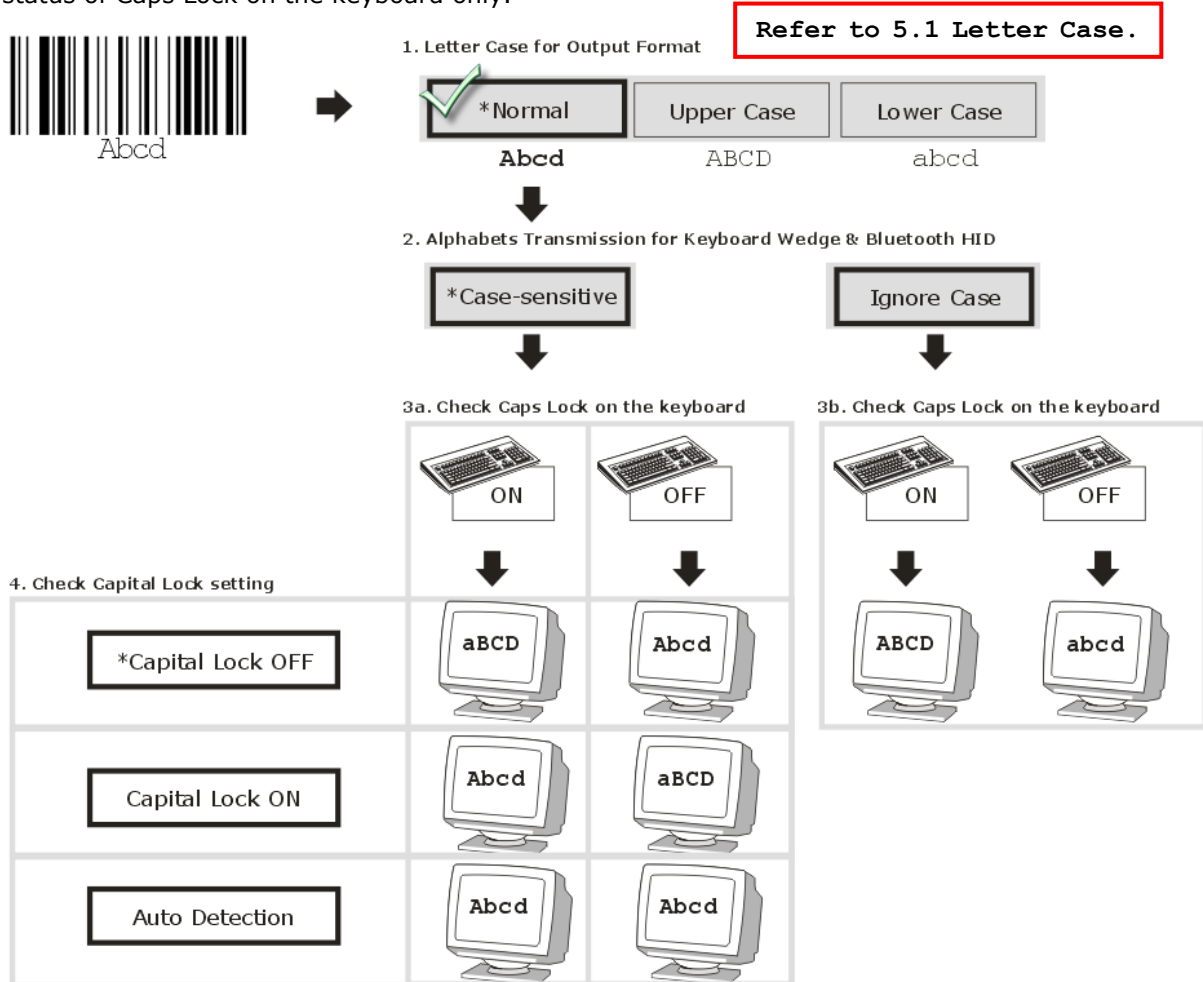 status of Caps Lock on the keyboard only.
Refer to 5.1 Letter Case.
1. Letter Case for Output Format
*Normal Upper Case Lower Case
Abcd
Abcd ABCD abcd
2. Alphabets Transmission for Keyboard Wedge & Bluetooth HID
*Case-sensitive Ignore Case
3a. Check Caps Lock on the keyboard 3b. Check Caps Lock on the keyboard
ON OFF ON OFF
4. Check Capital Lock setting
*Capital Lock OFF aBCD Abcd ABCD abcd
Capital Lock ON Abcd aBCD
Auto Detection Abcd Abcd